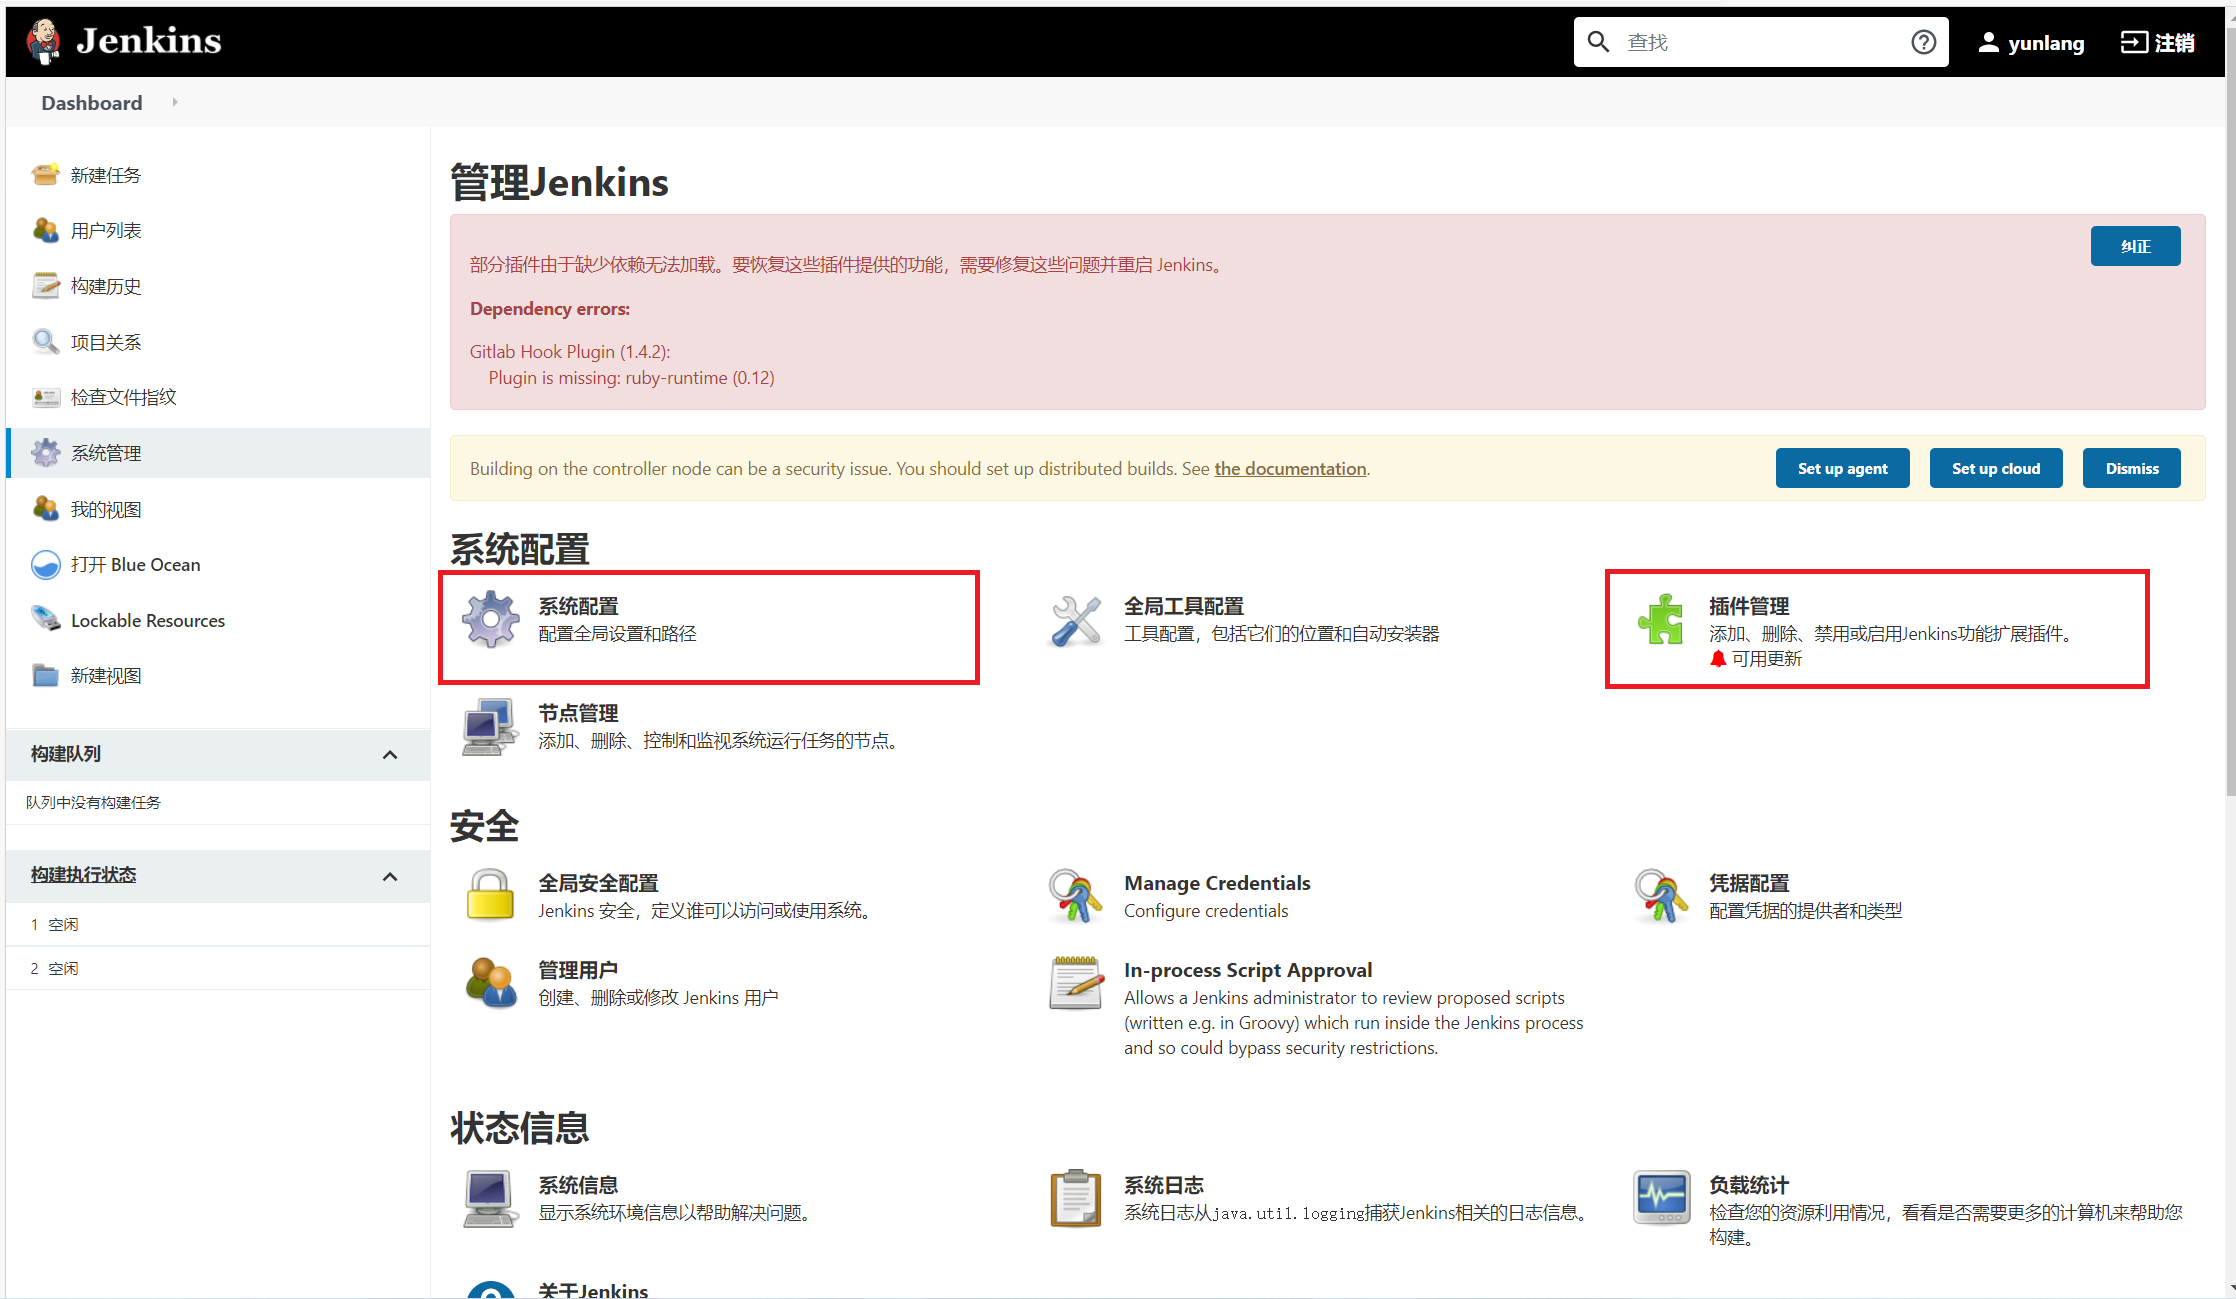 Jenkins
查找
yunlang
注销
Dashboard
新建任务
用户列表
构建历史
项目关系
检查文件指纹
系统管理
我的视图
打开 Blue Ocean
Lockable Resources
新建视图
构建队列
队列中没有构建任务
构建执行状态
1 空闲
2 空闲
管理Jenkins
纠正
部分插件由于缺少依赖无法加载。要恢复这些插件提供的功能，需要修复这些问题并重启 Jenkins。
Dependency errors:
Gitlab Hook Plugin (1.4.2):
Plugin is missing: ruby-runtime (0.12)
Building on the controller node can be a security issue. You should set up distributed builds. See the documentation.
Set up agent
Set up cloud
Dismiss
系统配置
系统配置
配置全局设置和路径
全局工具配置
工具配置，包括它们的位置和自动安装器
插件管理
添加、删除、禁用或启用Jenkins功能扩展插件。
可用更新
节点管理
添加、删除、控制和监视系统运行任务的节点。
安全
全局安全配置
Jenkins 安全，定义谁可以访问或使用系统。
Manage Credentials
Configure credentials
凭据配置
配置凭据的提供者和类型
管理用户
创建、删除或修改 Jenkins 用户
In-process Script Approval
Allows a Jenkins administrator to review proposed scripts
(written e.g. in Groovy) which run inside the Jenkins process
and so could bypass security restrictions.
状态信息
系统信息
显示系统环境信息以帮助解决问题。
系统日志
系统日志从java.util.logging捕获Jenkins相关的日志信息。
负载统计
检查您的资源利用情况，看看是否需要更多的计算机来帮助您
构建。
关于Jenkins